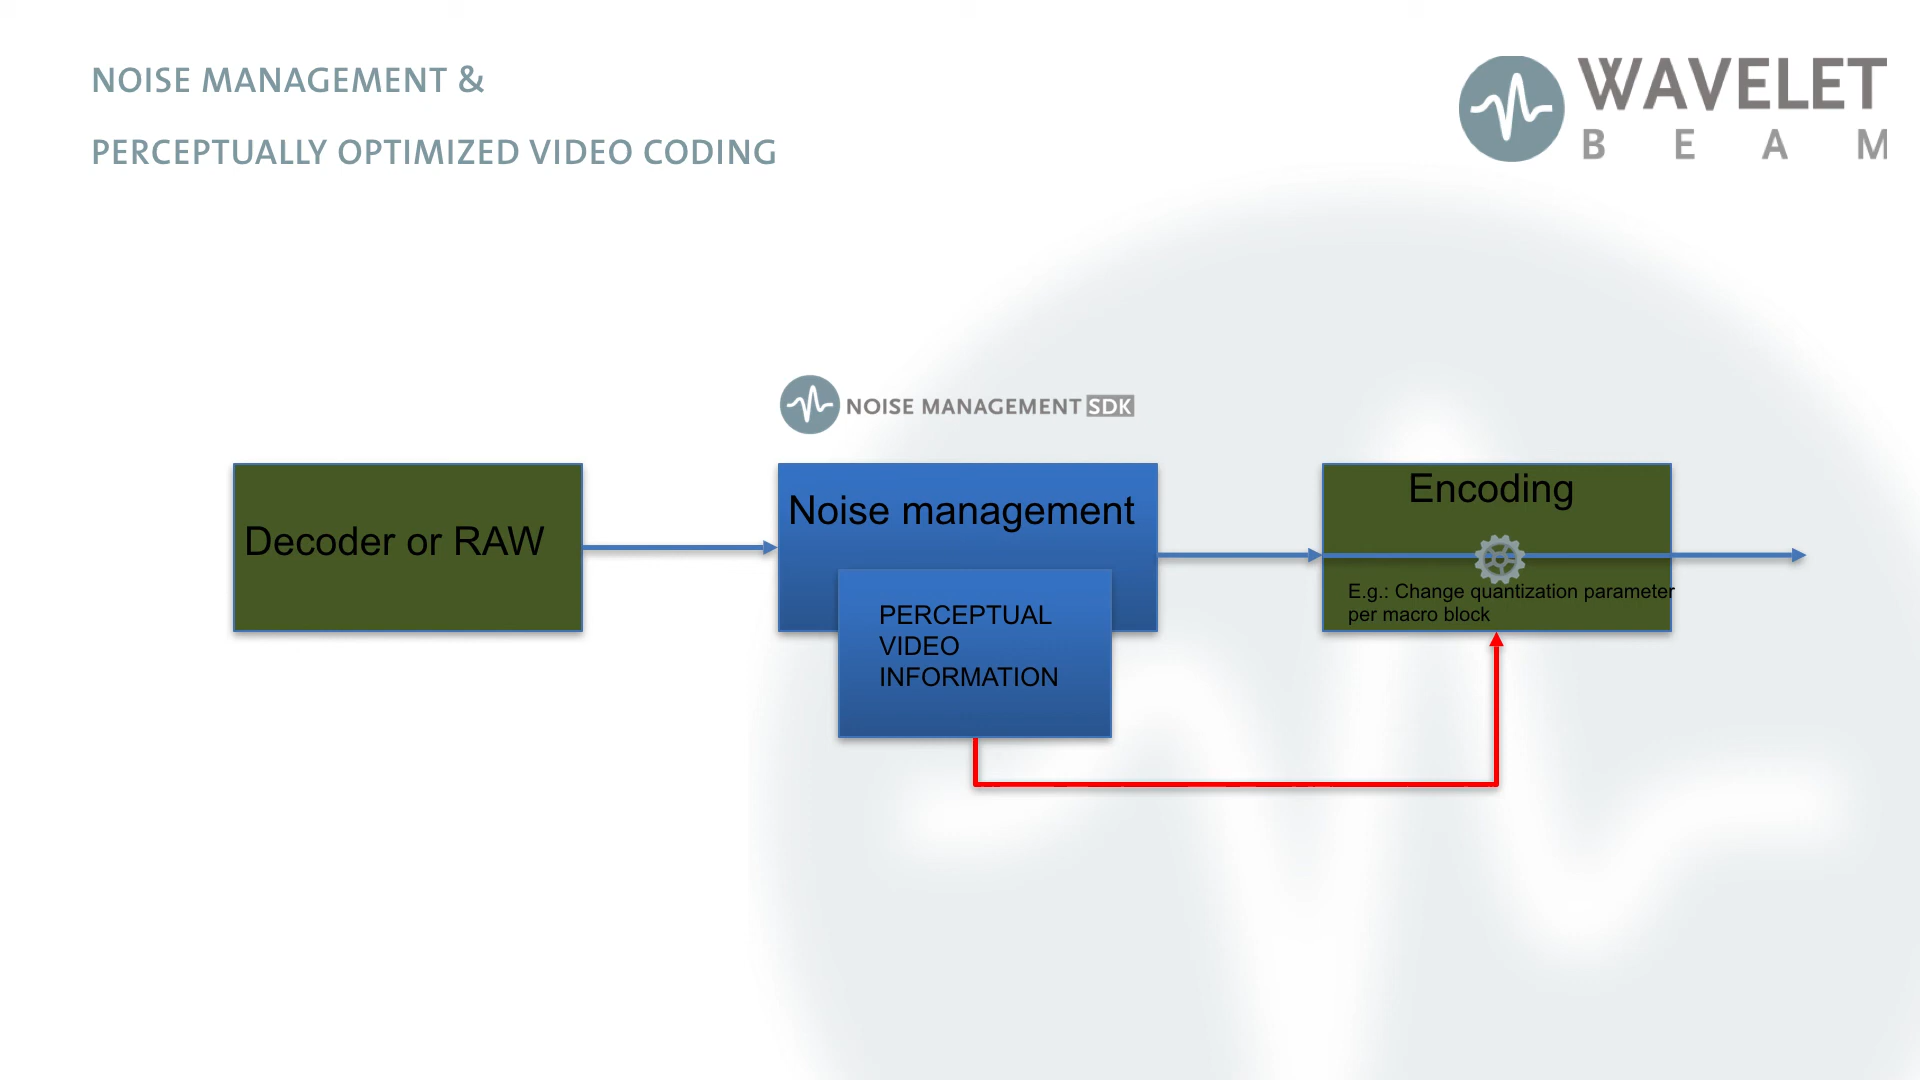 NOISE MANAGEMENT &
PERCEPTUALLY OPTIMIZED VIDEO CODING
WAVELET
BEAM
NOISE MANAGEMENT SDK
Decoder or RAW
Noise management
PERCEPTUAL
VIDEO
INFORMATION
Encoding
E.g.: Change quantization parameter
per macro block